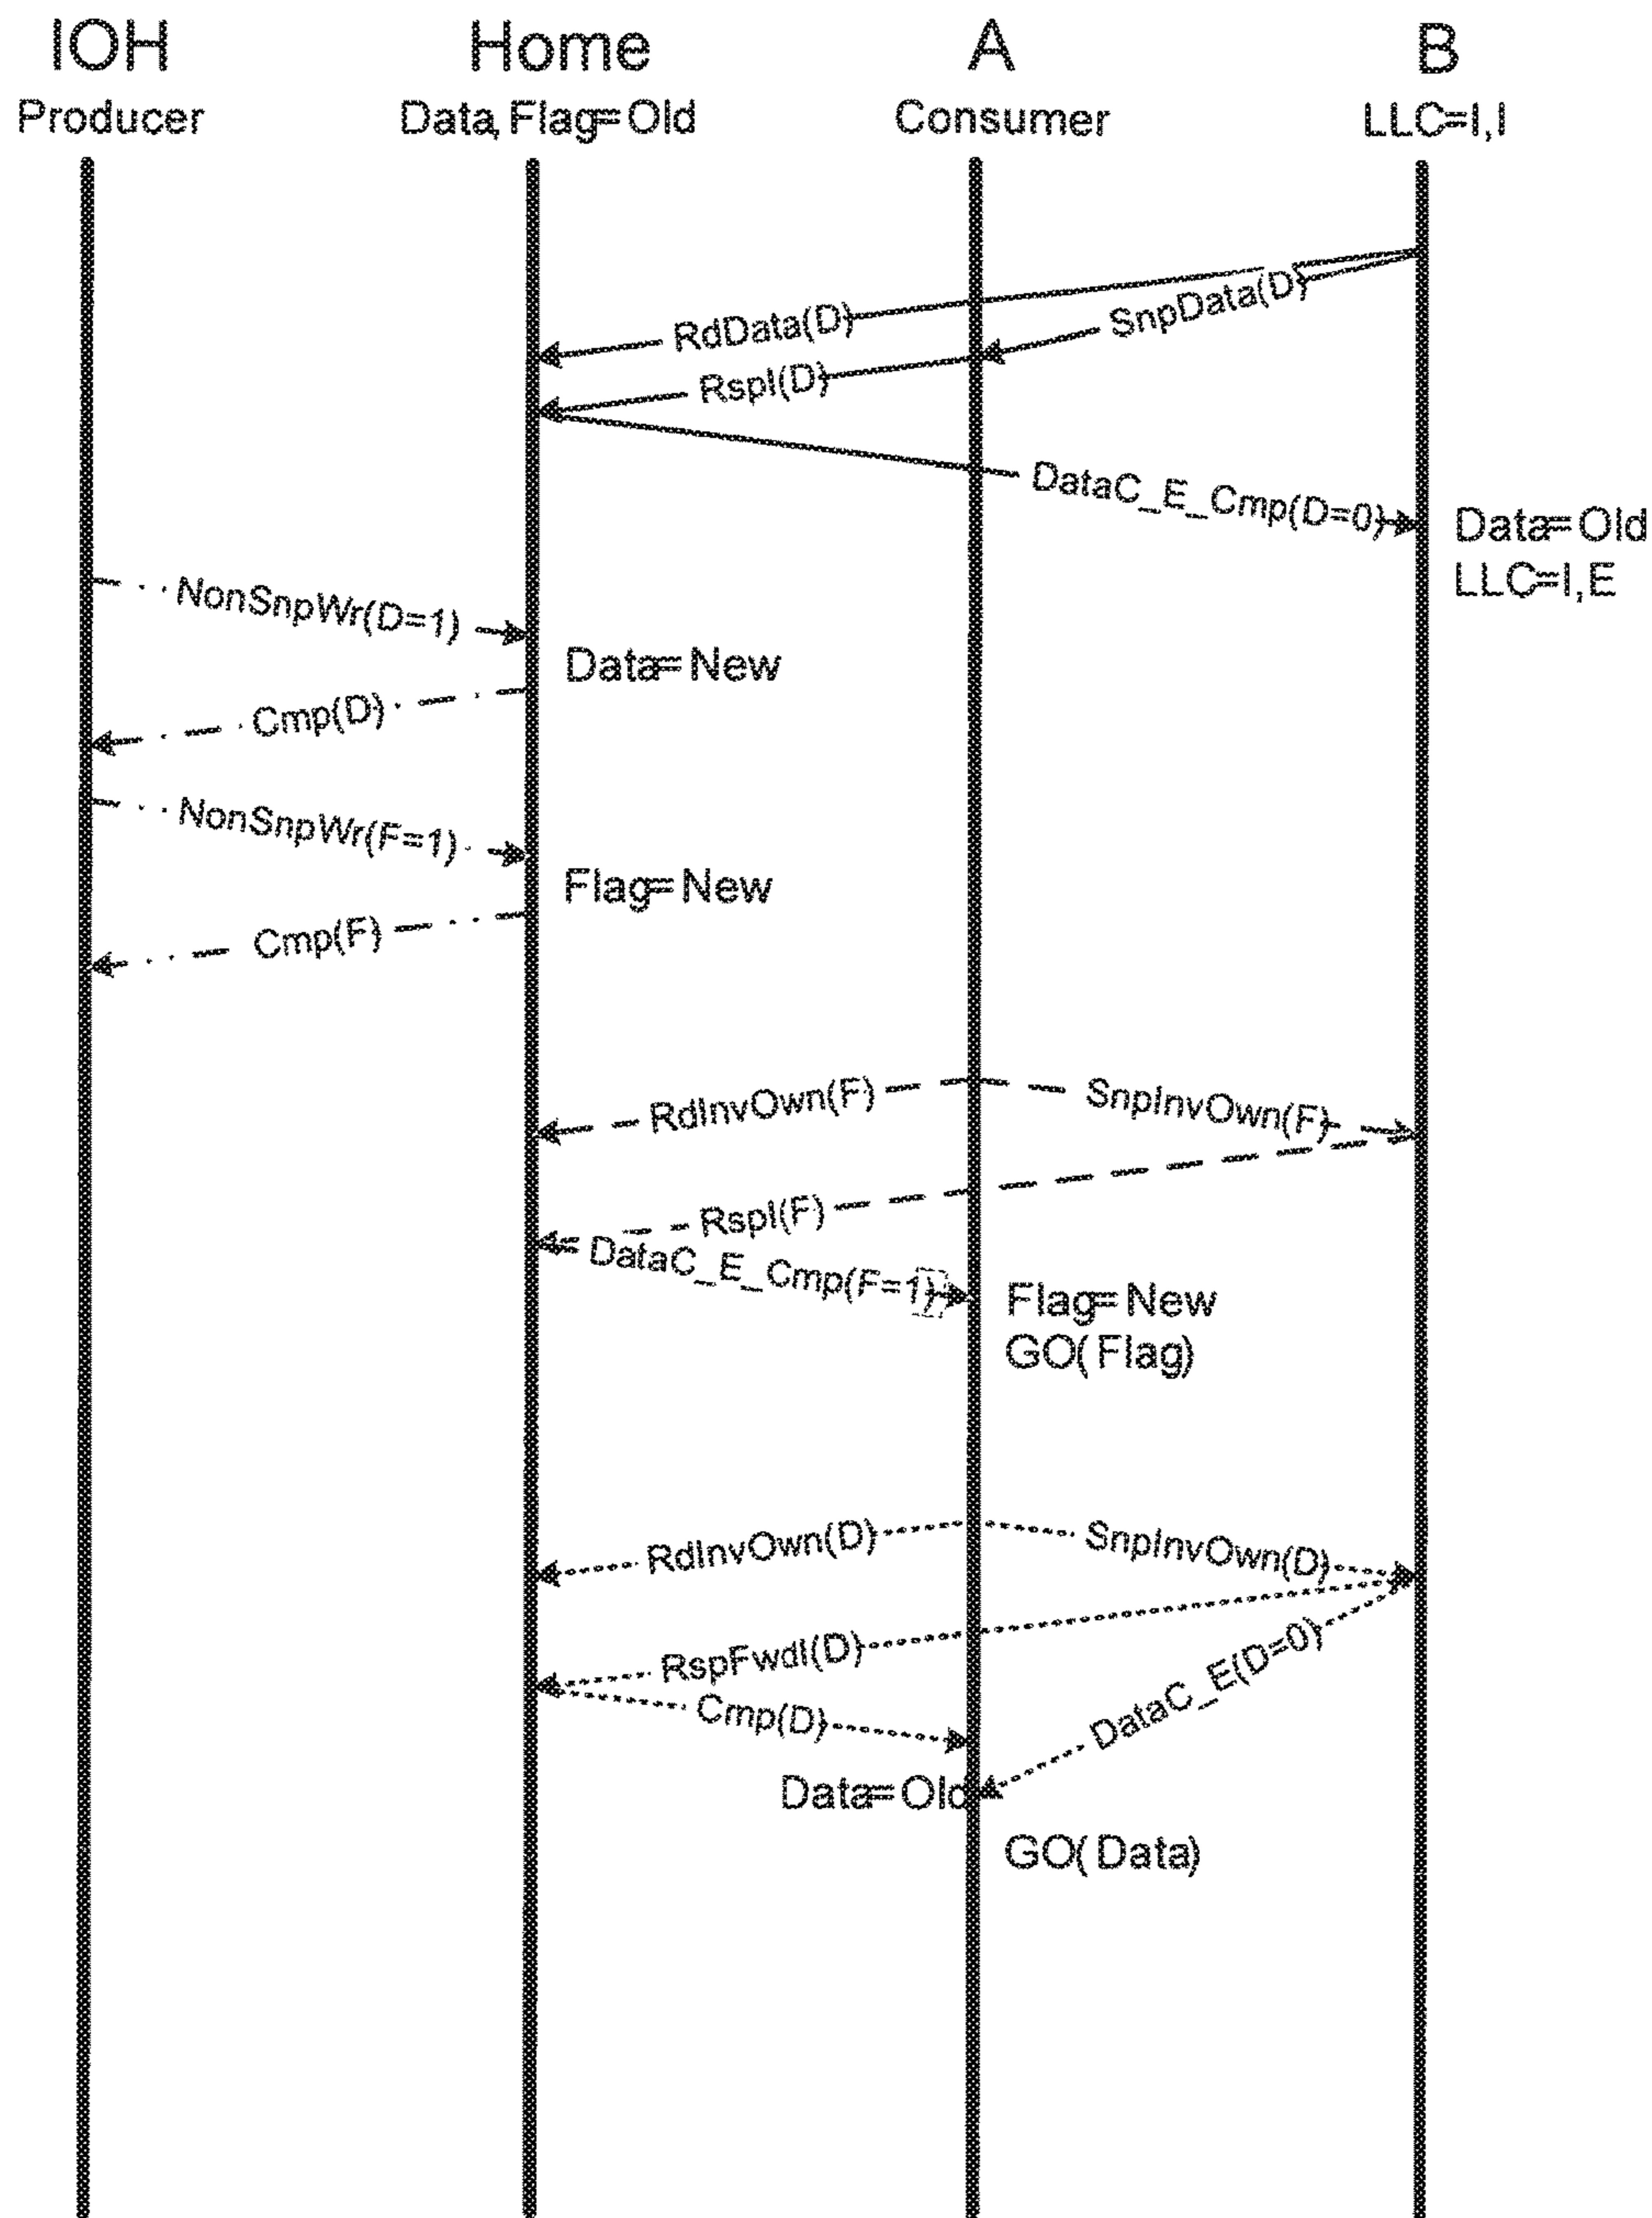 IOH
Home
A
B
Producer
Data, Flag=Old
Consumer
LLC=I,I
SnpData(D)
RdData(D)
RspI(D)
DataC_E_Cmp(D=0)
Data=Old
LLC=I,E
NonSnpWr(D=1)
Data=New
Cmp(D)
NonSnpWr(F=1)
Flag=New
Cmp(F)
RdInvOwn(F)
SnpInvOwn(F)
RspI(F)
DataC_E_Cmp(F=1)
Flag=New
GO(Flag)
RdInvOwn(D)
SnpInvOwn(D)
RspFwdI(D)
DataC_E(D=0)
Cmp(D)
Data=Old
GO(Data)